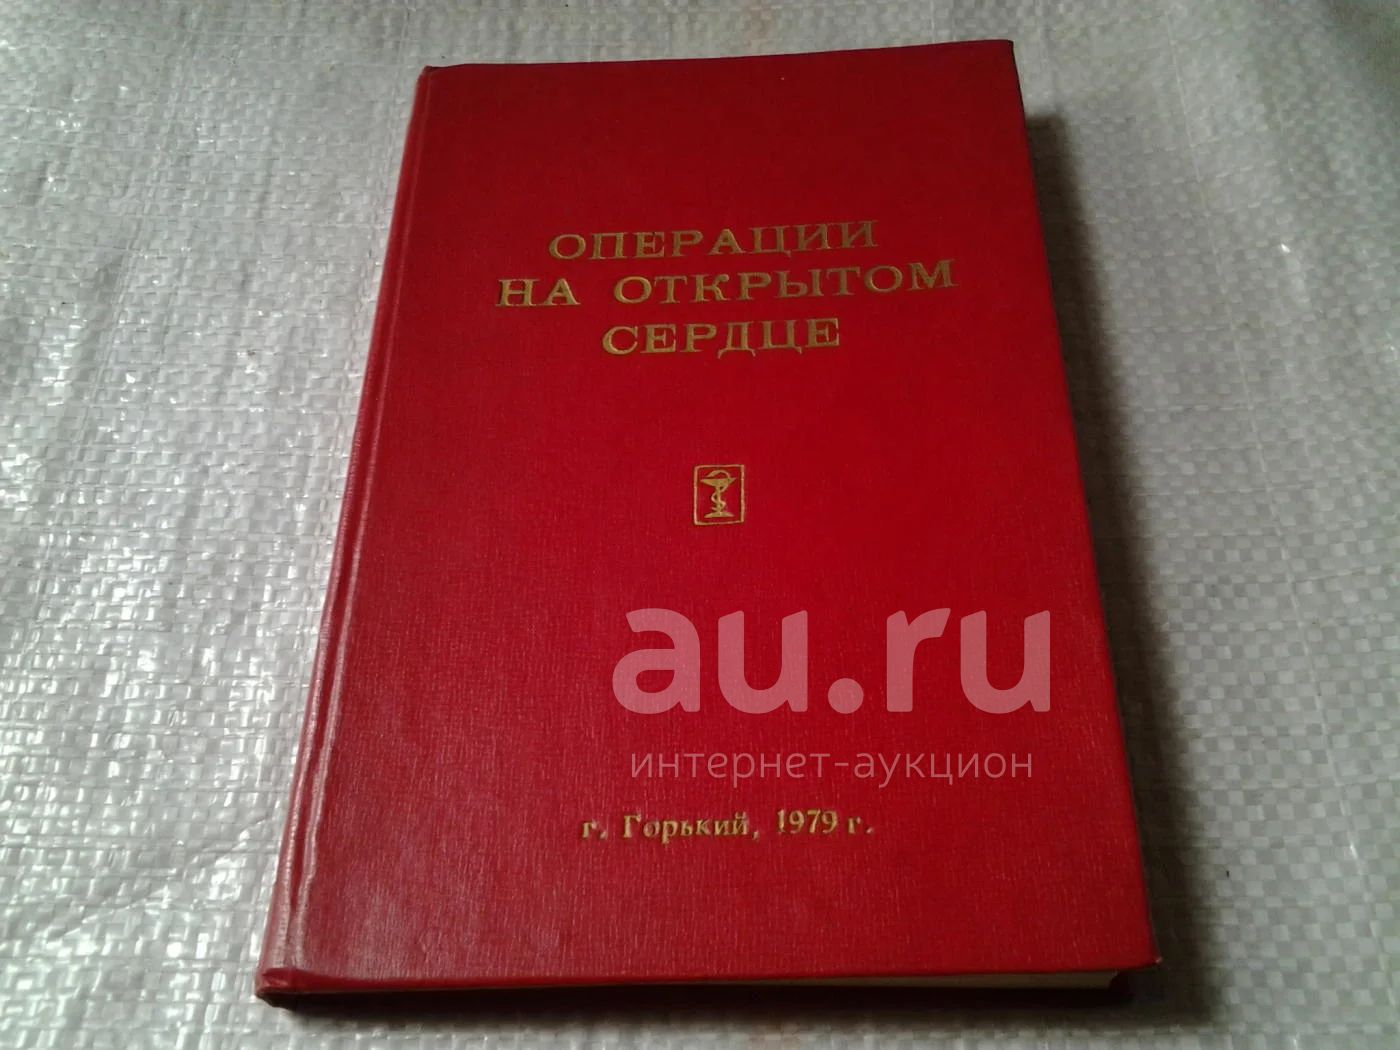 ОПЕРАЦИИ
НА ОТКРЫТОМ
СЕРДЦЕ
au.ru
интернет-аукцион
г. Горький, 1979 г.